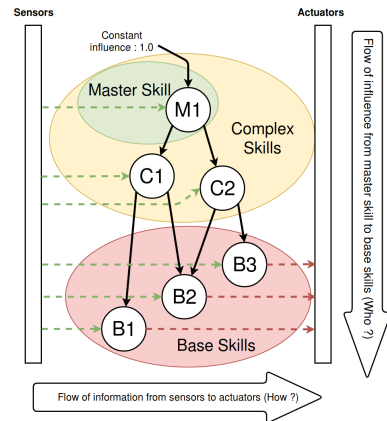 Sensors
Actuators
Constant
influence : 1.0
Master Skill
M1
Complex
Skills
C1
C2
B3
B2
B1
Base Skills
Flow of influence from master skill to base skills (Who ?)
Flow of information from sensors to actuators (How ?)